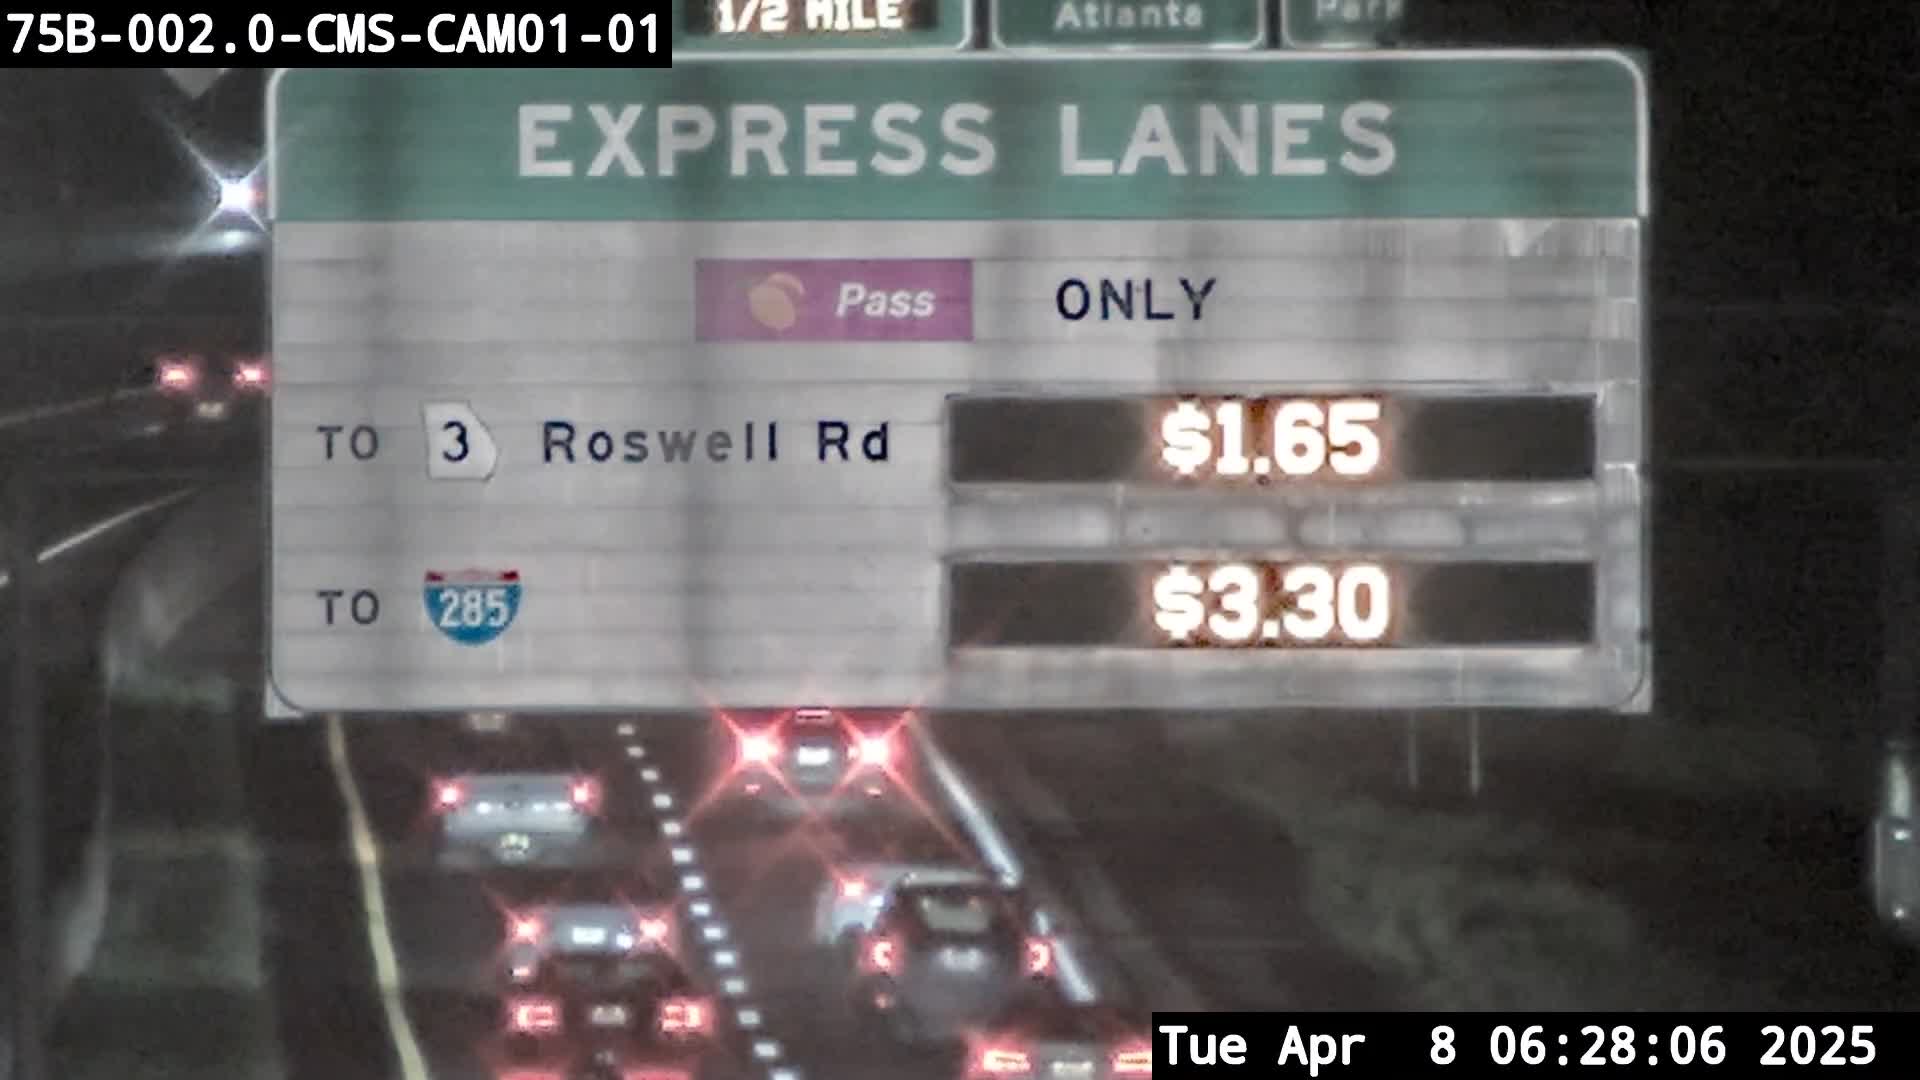 75B-002.0-CMS-CAM01-01
1/2 MILE
Atlanta
Park
EXPRESS LANES
Pass ONLY
TO 3 Roswell Rd $1.65
TO 285 $3.30
Tue Apr 8 06:28:06 2025